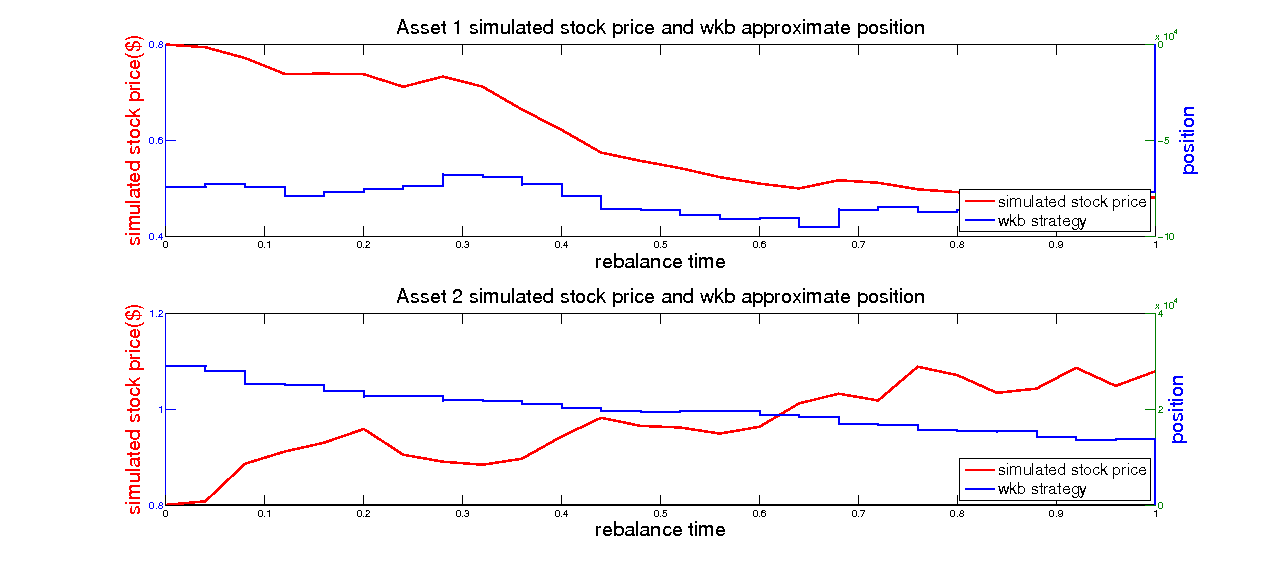 Asset 1 simulated stock price and wkb approximate position
x 10^4
simulated stock price($)
0.8
0.6
0.4
0
-5
-10
position
simulated stock price
wkb strategy
0 0.1 0.2 0.3 0.4 0.5 0.6 0.7 0.8 0.9 1
rebalance time
Asset 2 simulated stock price and wkb approximate position
x 10^4
simulated stock price($)
1.2
1
0.8
4
2
0
position
simulated stock price
wkb strategy
0 0.1 0.2 0.3 0.4 0.5 0.6 0.7 0.8 0.9 1
rebalance time